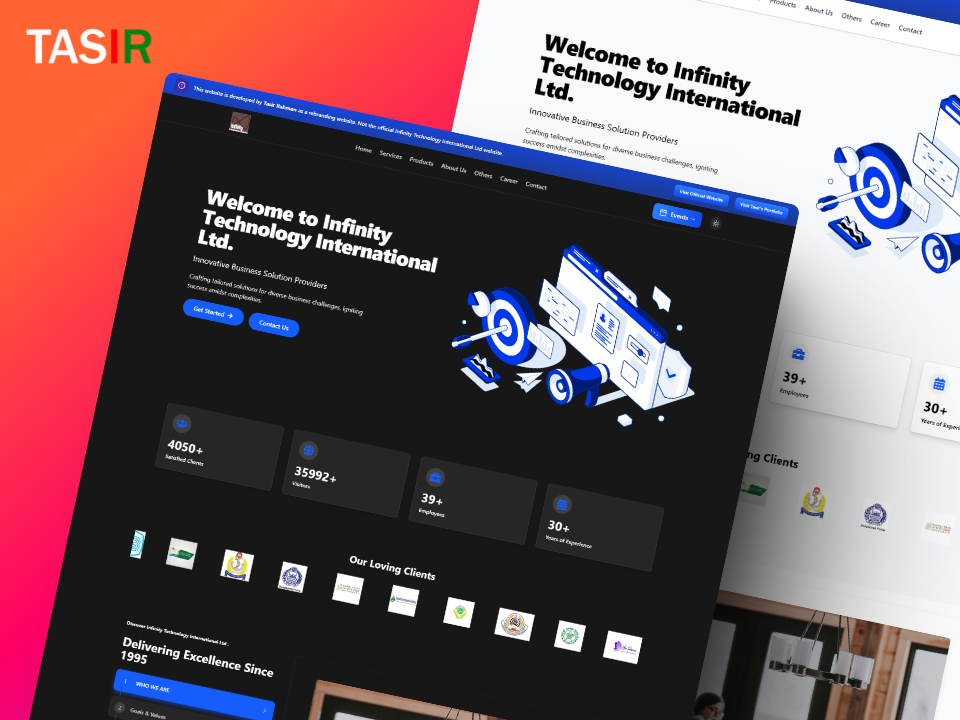 TASIR
This website is developed by Tasir Rahman as a rebranding website. Not the official Infinity Technology International Ltd website.
Visit Official Website
Visit Tasir's Portfolio
Home
Services
Products
About Us
Others
Career
Contact
Events →
Welcome to Infinity
Technology International
Ltd.
Innovative Business Solution Providers
Crafting tailored solutions for diverse business challenges, igniting
success amidst complexities.
Get Started →
Contact Us
4050+
Satisfied Clients
35992+
Visitors
39+
Employees
30+
Years of Experience
Our Loving Clients
Discover Infinity Technology International Ltd..
Delivering Excellence Since
1995
1 WHO WE ARE
2 Goals & Values
Products
About Us
Others
Career
Contact
Welcome to Infinity
Technology International
Ltd.
Innovative Business Solution Providers
Crafting tailored solutions for diverse business challenges, igniting
success amidst complexities.
39+
Employees
30+
Years of Experi
ng Clients